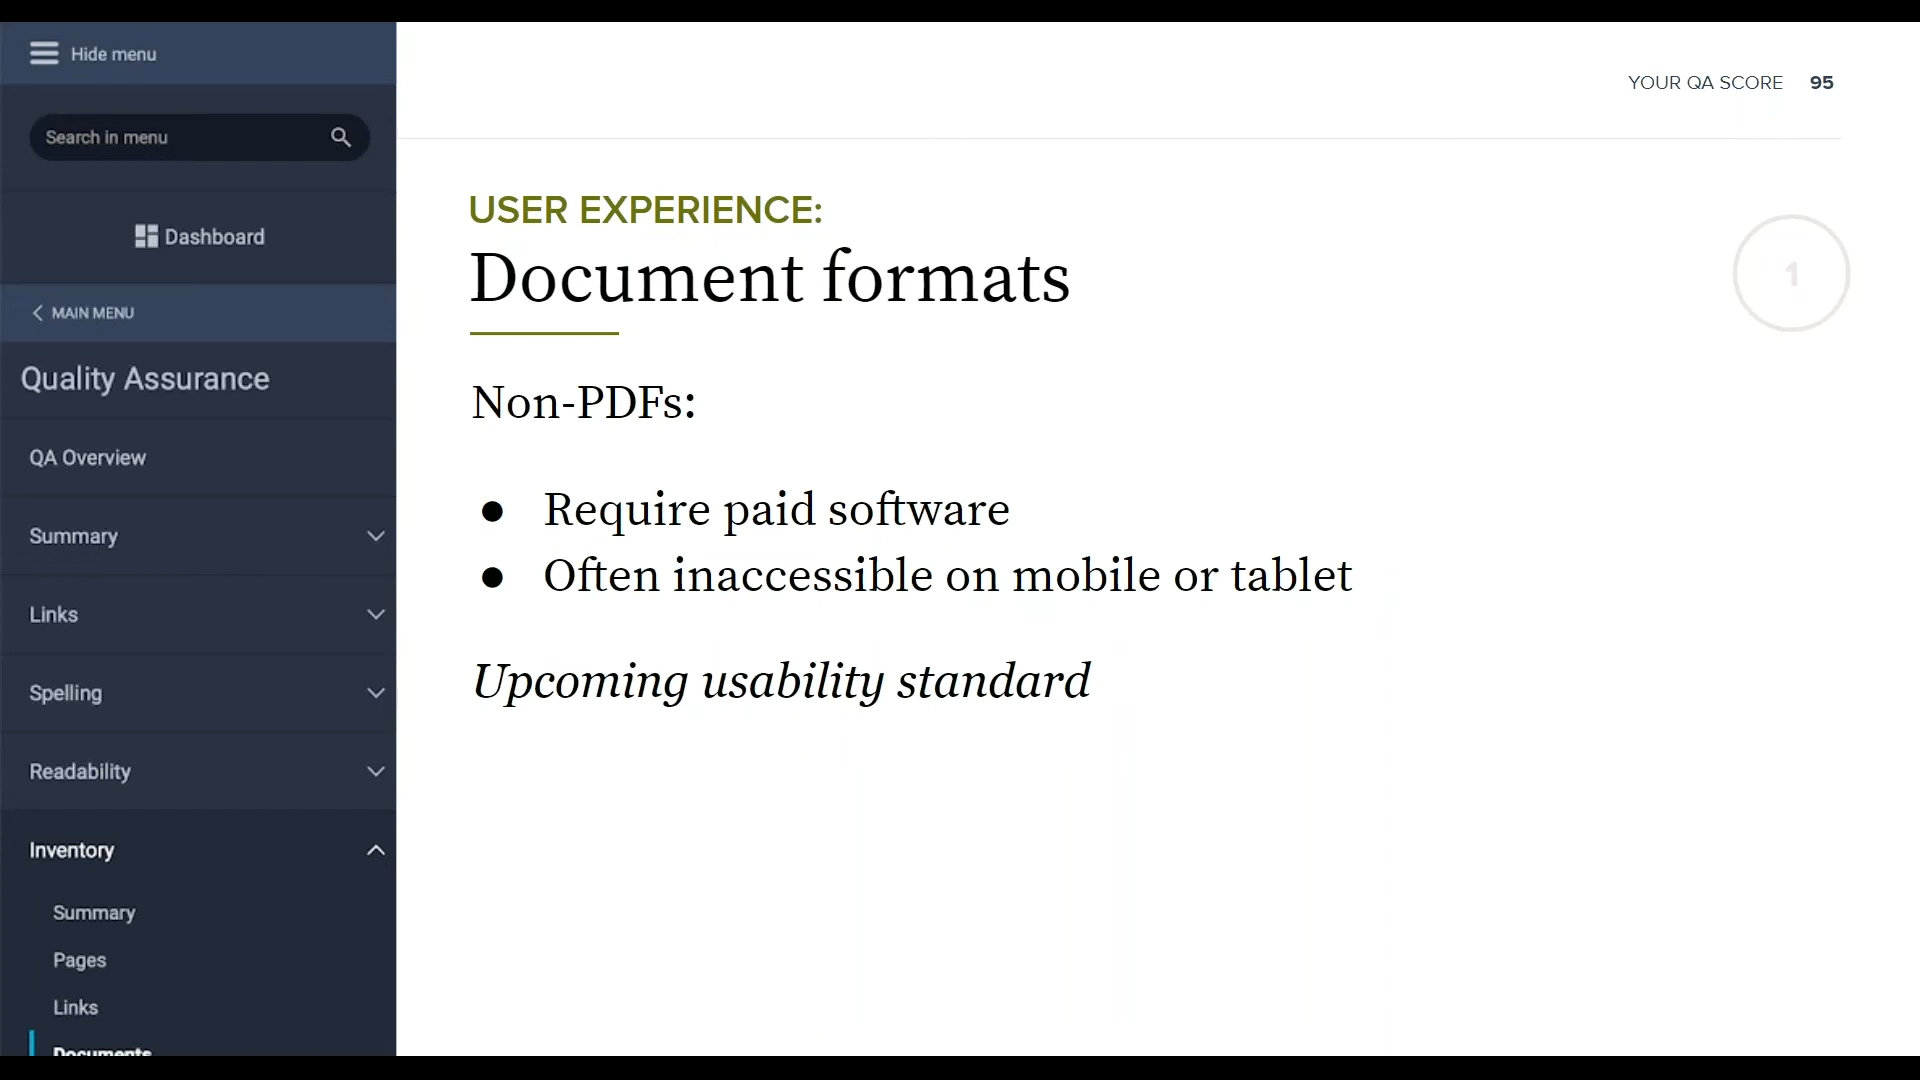 Hide menu
Search in menu
Dashboard
MAIN MENU
Quality Assurance
QA Overview
Summary
Links
Spelling
Readability
Inventory
Summary
Pages
Links
Documents
YOUR QA SCORE 95
USER EXPERIENCE:
Document formats
1
Non-PDFs:
● Require paid software
● Often inaccessible on mobile or tablet
Upcoming usability standard